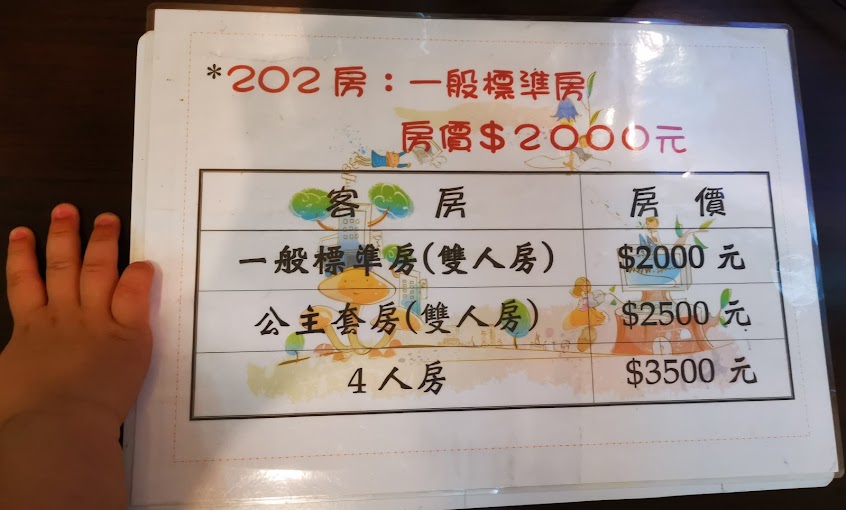 *202房：一般標準房
房價$2000元
客 房 房 價
一般標準房(雙人房) $2000 元
公主套房(雙人房) $2500 元
4人房 $3500 元